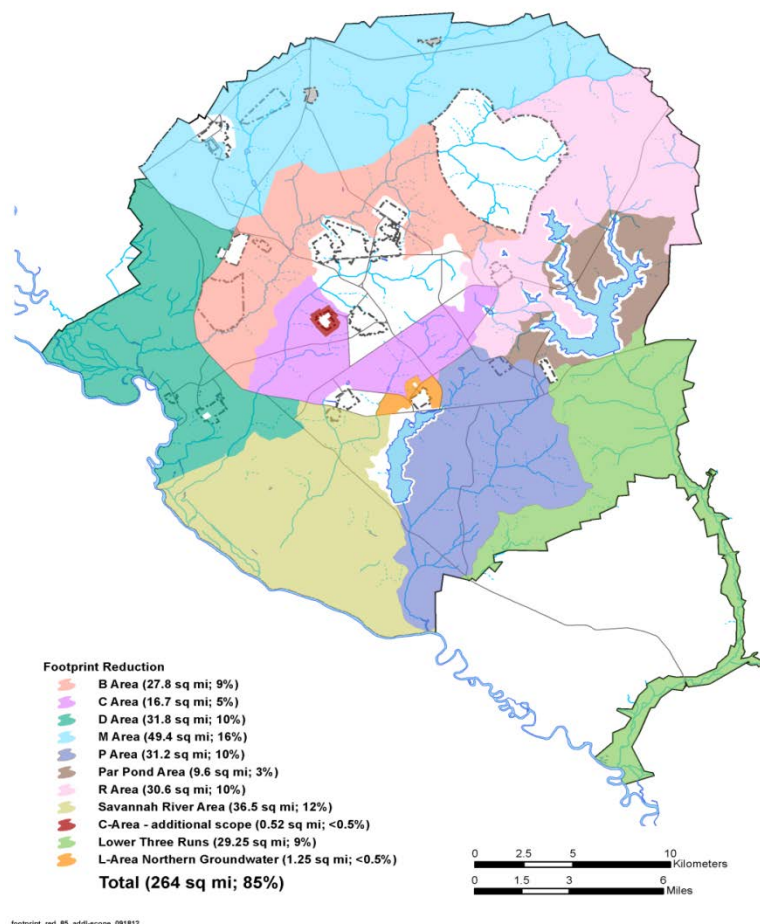 Footprint Reduction
B Area (27.8 sq mi; 9%)
C Area (16.7 sq mi; 5%)
D Area (31.8 sq mi; 10%)
M Area (49.4 sq mi; 16%)
P Area (31.2 sq mi; 10%)
Par Pond Area (9.6 sq mi; 3%)
R Area (30.6 sq mi; 10%)
Savannah River Area (36.5 sq mi; 12%)
C-Area - additional scope (0.52 sq mi; <0.5%)
Lower Three Runs (29.25 sq mi; 9%)
L-Area Northern Groundwater (1.25 sq mi; <0.5%)
Total (264 sq mi; 85%)
0 2.5 5 10
Kilometers
0 1.5 3 6
Miles
footprint_red_85_addl-scope_091812